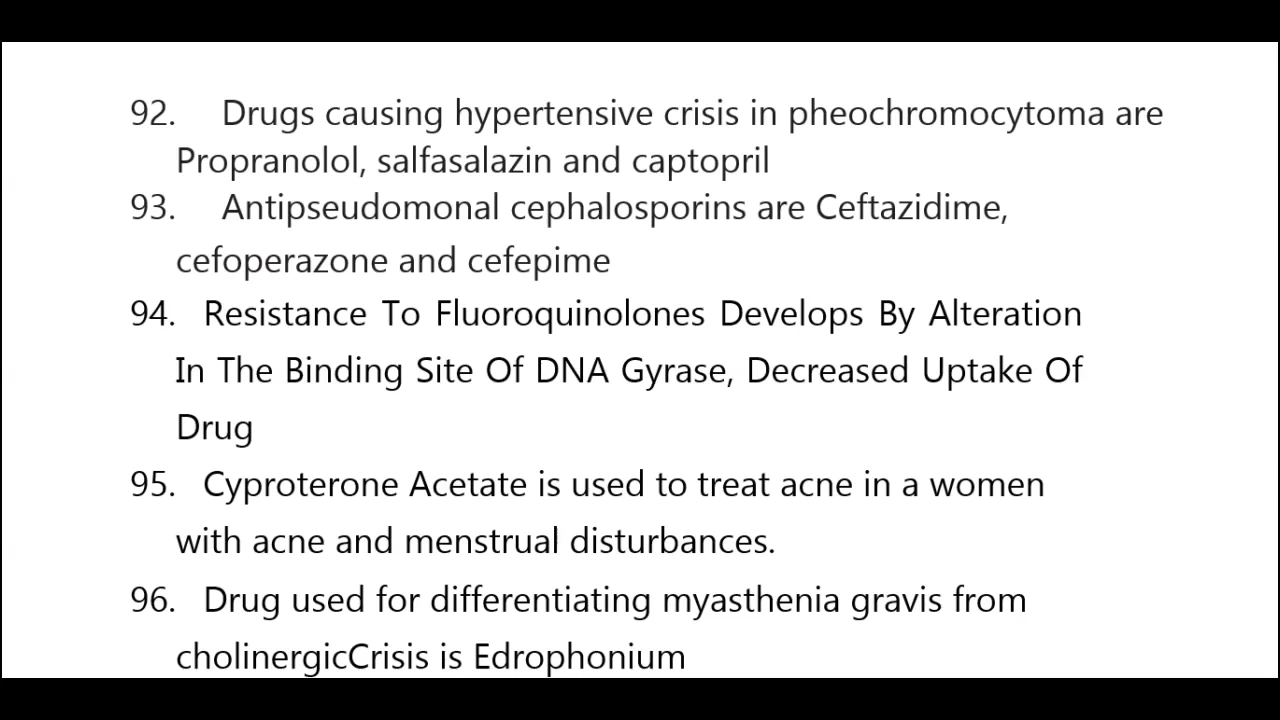 92. Drugs causing hypertensive crisis in pheochromocytoma are
Propranolol, salfasalazin and captopril
93. Antipseudomonal cephalosporins are Ceftazidime,
cefoperazone and cefepime
94. Resistance To Fluoroquinolones Develops By Alteration
In The Binding Site Of DNA Gyrase, Decreased Uptake Of
Drug
95. Cyproterone Acetate is used to treat acne in a women
with acne and menstrual disturbances.
96. Drug used for differentiating myasthenia gravis from
cholinergicCrisis is Edrophonium